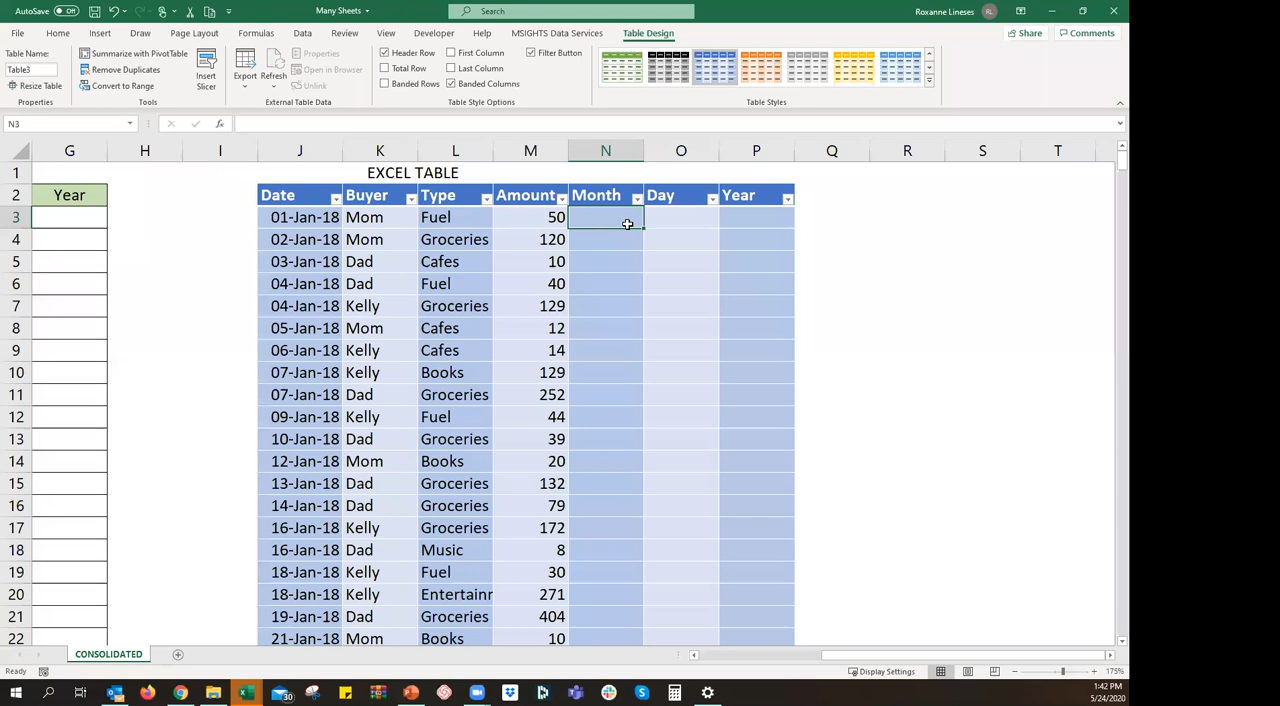 AutoSave Off Many Sheets Search Roxanne Lineses RL
File Home Insert Draw Page Layout Formulas Data Review View Developer Help MSIGHTS Data Services Table Design Share Comments
Table Name: Summarize with PivotTable Properties Header Row First Column Filter Button
Table3 Remove Duplicates Insert Slicer Export Refresh Open in Browser Total Row Last Column
Resize Table Convert to Range Unlink Banded Rows Banded Columns
Properties Tools External Table Data Table Style Options Table Styles
N3 fx
G H I J K L M N O P Q R S T
1 EXCEL TABLE
2 Year Date Buyer Type Amount Month Day Year
3 01-Jan-18 Mom Fuel 50
4 02-Jan-18 Mom Groceries 120
5 03-Jan-18 Dad Cafes 10
6 04-Jan-18 Dad Fuel 40
7 04-Jan-18 Kelly Groceries 129
8 05-Jan-18 Mom Cafes 12
9 06-Jan-18 Kelly Cafes 14
10 07-Jan-18 Kelly Books 129
11 07-Jan-18 Dad Groceries 252
12 09-Jan-18 Kelly Fuel 44
13 10-Jan-18 Dad Groceries 39
14 12-Jan-18 Mom Books 20
15 13-Jan-18 Dad Groceries 132
16 14-Jan-18 Dad Groceries 79
17 16-Jan-18 Kelly Groceries 172
18 16-Jan-18 Dad Music 8
19 18-Jan-18 Kelly Fuel 30
20 18-Jan-18 Kelly Entertainr 271
21 19-Jan-18 Dad Groceries 404
22 21-Jan-18 Mom Books 10
CONSOLIDATED
Ready Display Settings 175%
30 1:42 PM
5/24/2020